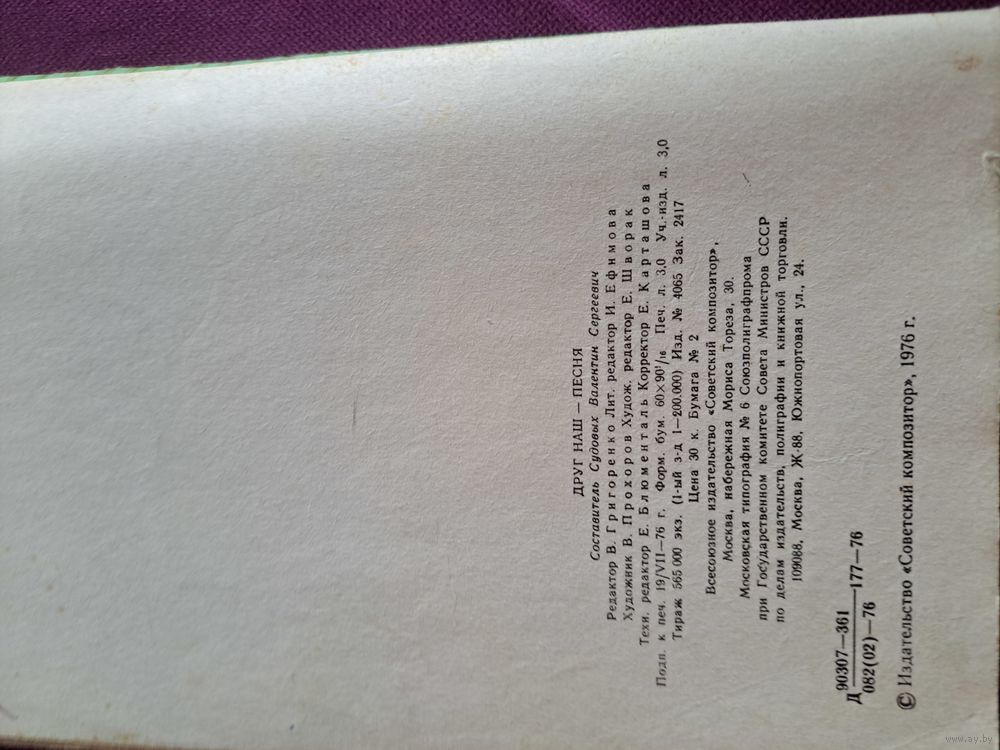 ДРУГ НАШ — ПЕСНЯ
Составитель Судовых Валентин Сергеевич
Редактор В. Григоренко Лит. редактор И. Ефимова
Художник В. Прохоров Худож. редактор Е. Шворак
Техн. редактор Е. Блюменталь Корректор Е. Карташова
Подп. к печ. 19/VII—76 г. Форм. бум. 60×90¹/₁₆ Печ. л. 3,0 Уч.-изд. л. 3,0
Тираж 565 000 экз. (1-ый з-д 1—200.000) Изд. № 4065 Зак. 2417
Цена 30 к. Бумага № 2
Всесоюзное издательство «Советский композитор»,
Москва, набережная Мориса Тореза, 30.
Московская типография № 6 Союзполиграфпрома
при Государственном комитете Совета Министров СССР
по делам издательств, полиграфии и книжной торговли.
109088, Москва, Ж-88, Южнопортовая ул., 24.
Д 90307—361
082(02)—76 177—76
© Издательство «Советский композитор», 1976 г.
www.ay.by